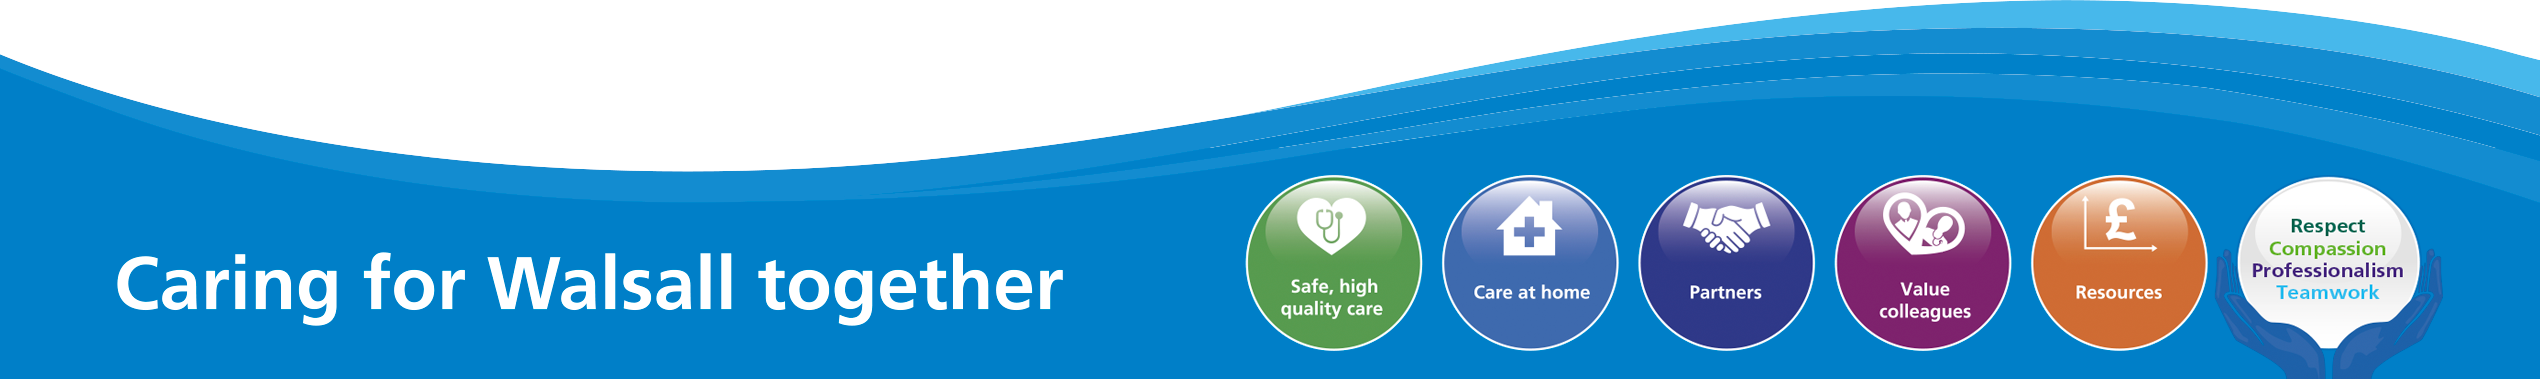 Caring for Walsall together
Safe, high
quality care
Care at home
Partners
Value
colleagues
£
Resources
Respect
Compassion
Professionalism
Teamwork